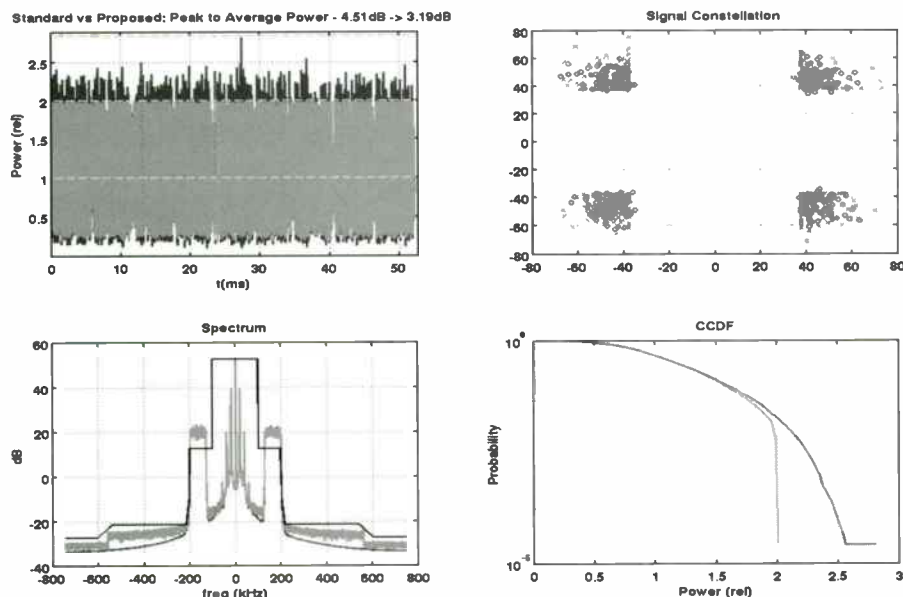 Standard vs Proposed: Peak to Average Power - 4.51dB -> 3.19dB
Power (rel)
2.5
2
1.5
1
0.5
0 10 20 30 40 50
t(ms)
Signal Constellation
80
60
40
20
0
-20
-40
-60
-80
-80 -60 -40 -20 0 20 40 60 80
Spectrum
dB
60
40
20
0
-20
-40
-800 -600 -400 -200 0 200 400 600 800
freq (kHz)
CCDF
Probability
10
10
0 0.5 1 1.5 2 2.5 3
Power (rel)